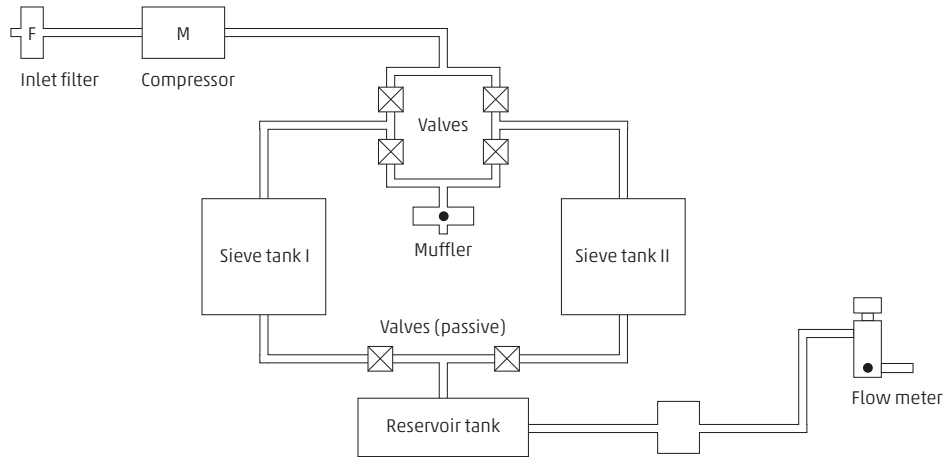 F
M
Inlet filter
Compressor
Valves
Sieve tank I
Muffler
Sieve tank II
Valves (passive)
Reservoir tank
Flow meter